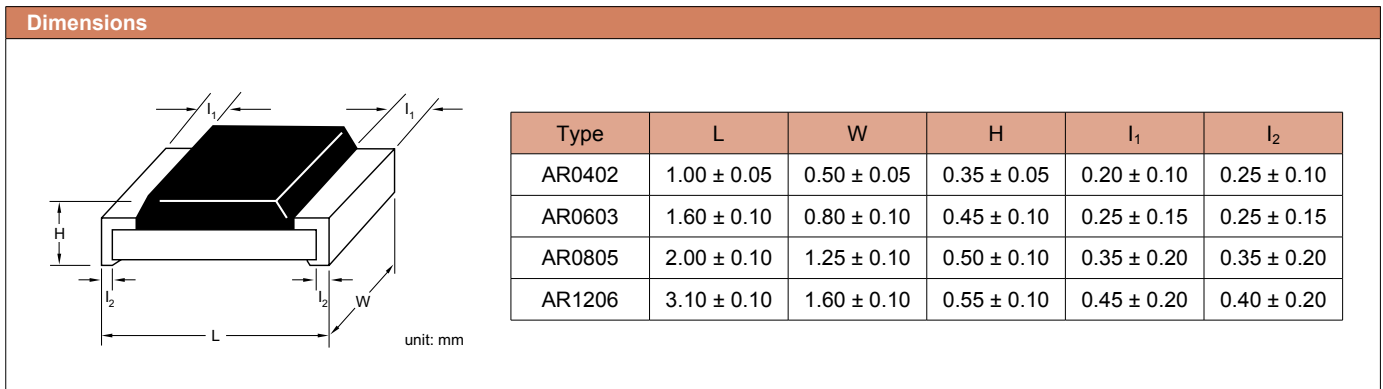 Dimensions
l₁ l₁
H
l₂ l₂ W
L
unit: mm
Type L W H l₁ l₂
AR0402 1.00 ± 0.05 0.50 ± 0.05 0.35 ± 0.05 0.20 ± 0.10 0.25 ± 0.10
AR0603 1.60 ± 0.10 0.80 ± 0.10 0.45 ± 0.10 0.25 ± 0.15 0.25 ± 0.15
AR0805 2.00 ± 0.10 1.25 ± 0.10 0.50 ± 0.10 0.35 ± 0.20 0.35 ± 0.20
AR1206 3.10 ± 0.10 1.60 ± 0.10 0.55 ± 0.10 0.45 ± 0.20 0.40 ± 0.20